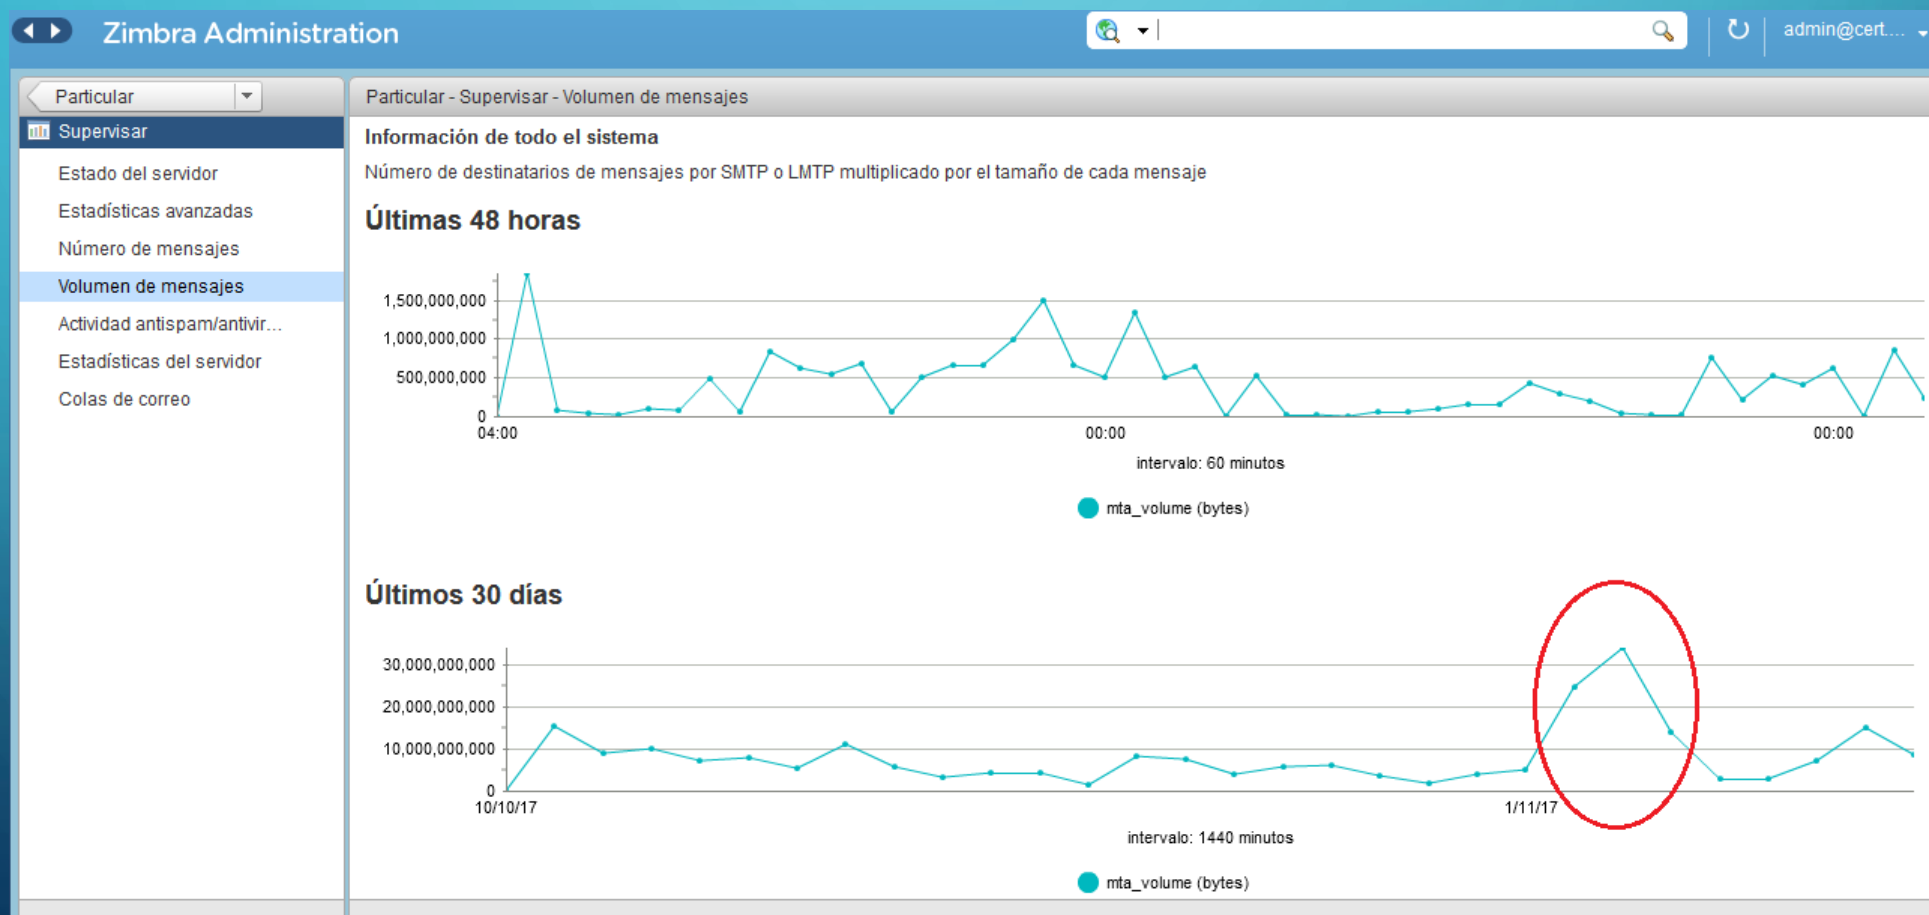 Zimbra Administration
admin@cert....
Particular
Particular - Supervisar - Volumen de mensajes
Supervisar
Estado del servidor
Estadísticas avanzadas
Número de mensajes
Volumen de mensajes
Actividad antispam/antivir...
Estadísticas del servidor
Colas de correo
Información de todo el sistema
Número de destinatarios de mensajes por SMTP o LMTP multiplicado por el tamaño de cada mensaje
Últimas 48 horas
1,500,000,000
1,000,000,000
500,000,000
0
04:00 00:00 00:00
intervalo: 60 minutos
mta_volume (bytes)
Últimos 30 días
30,000,000,000
20,000,000,000
10,000,000,000
0
10/10/17 1/11/17
intervalo: 1440 minutos
mta_volume (bytes)